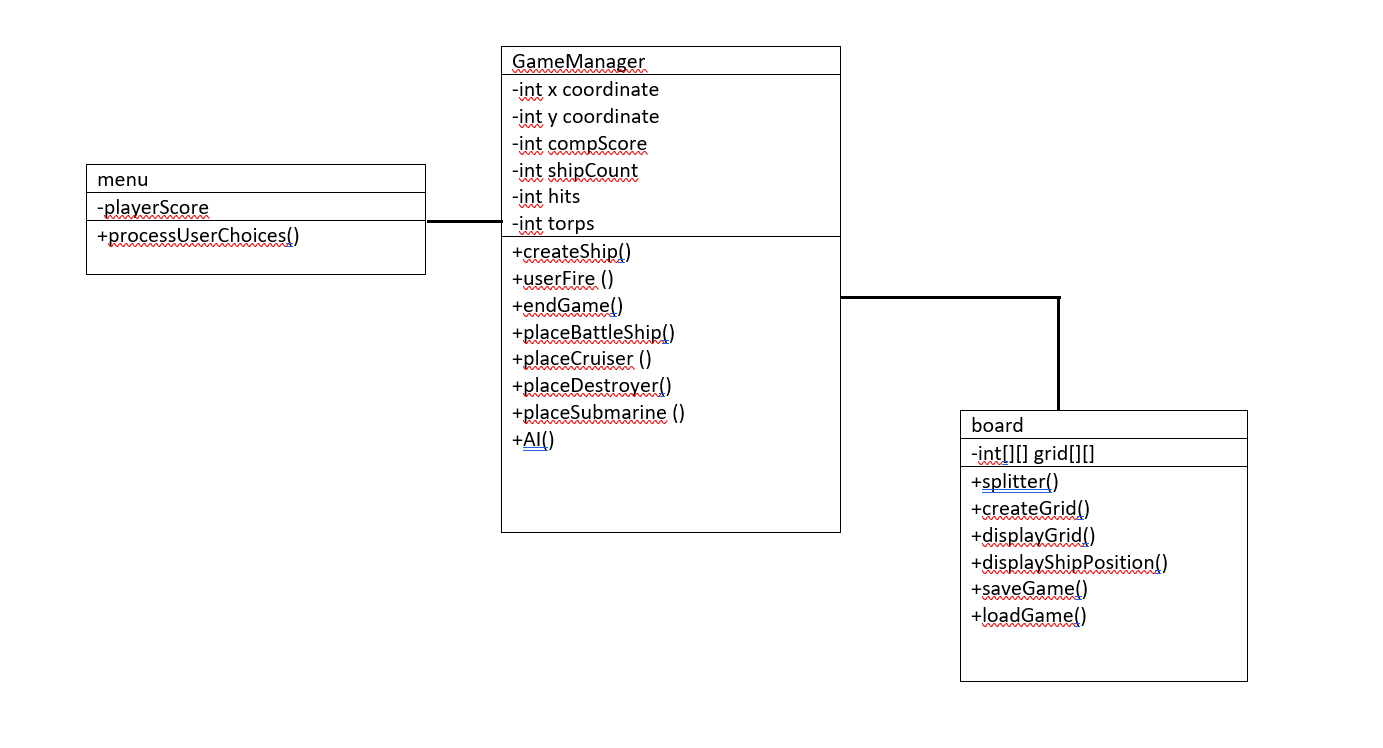 menu
-playerScore
+processUserChoices()
GameManager
-int x coordinate
-int y coordinate
-int compScore
-int shipCount
-int hits
-int torps
+createShip()
+userFire ()
+endGame()
+placeBattleShip()
+placeCruiser ()
+placeDestroyer()
+placeSubmarine ()
+AI()
board
-int[][] grid[][]
+splitter()
+createGrid()
+displayGrid()
+displayShipPosition()
+saveGame()
+loadGame()